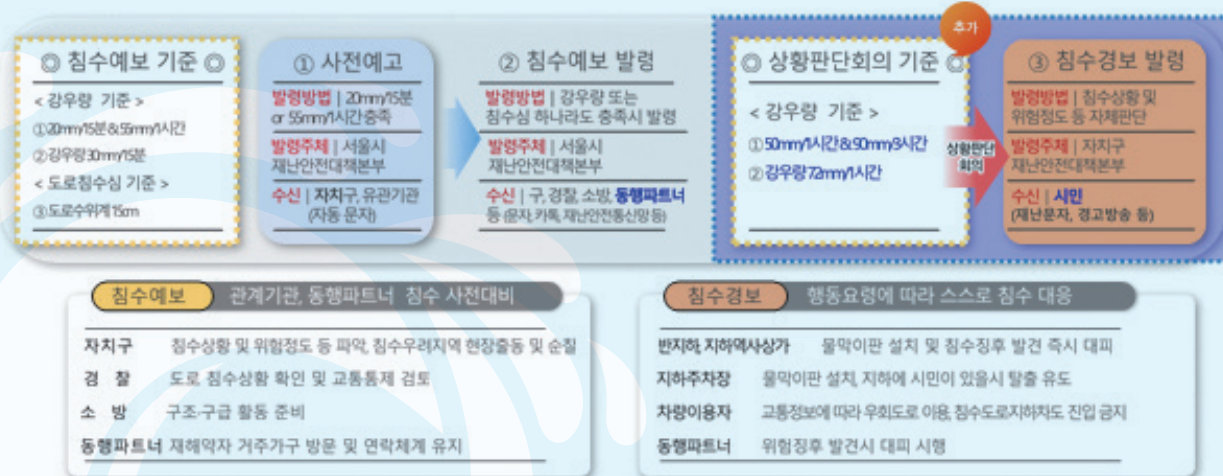 추가
◎ 침수예보 기준 ◎
< 강우량 기준 >
①20mm/15분&55mm/1시간
②강우량30mm/15분
< 도로침수심 기준 >
③도로수위계15cm
① 사전예고
발령방법 | 20mm/15분
or 55mm/1시간 충족
발령주체 | 서울시
재난안전대책본부
수신 | 자치구, 유관기관
(자동 문자)
② 침수예보 발령
발령방법 | 강우량 또는
침수심 하나라도 충족시 발령
발령주체 | 서울시
재난안전대책본부
수신 | 구, 경찰, 소방, 동행파트너
등 (문자, 카톡, 재난안전통신망 등)
◎ 상황판단회의 기준 ◎
< 강우량 기준 >
①50mm/1시간&90mm/3시간
②강우량72mm/1시간
상황판단
회의
③ 침수경보 발령
발령방법 | 침수상황 및
위험정도 등 자체판단
발령주체 | 자치구
재난안전대책본부
수신 | 시민
(재난문자, 경고방송 등)
침수예보 관계기관, 동행파트너 침수 사전대비
자치구 침수상황 및 위험정도 등 파악, 침수우려지역 현장출동 및 순찰
경 찰 도로 침수상황 확인 및 교통통제 검토
소 방 구조·구급 활동 준비
동행파트너 재해약자 거주가구 방문 및 연락체계 유지
침수경보 행동요령에 따라 스스로 침수 대응
반지하, 지하역사상가 물막이판 설치 및 침수징후 발견 즉시 대피
지하주차장 물막이판 설치, 지하에 시민이 있을시 탈출 유도
차량이용자 교통정보에 따라 우회도로 이용, 침수도로지하차도 진입 금지
동행파트너 위험징후 발견시 대피 시행